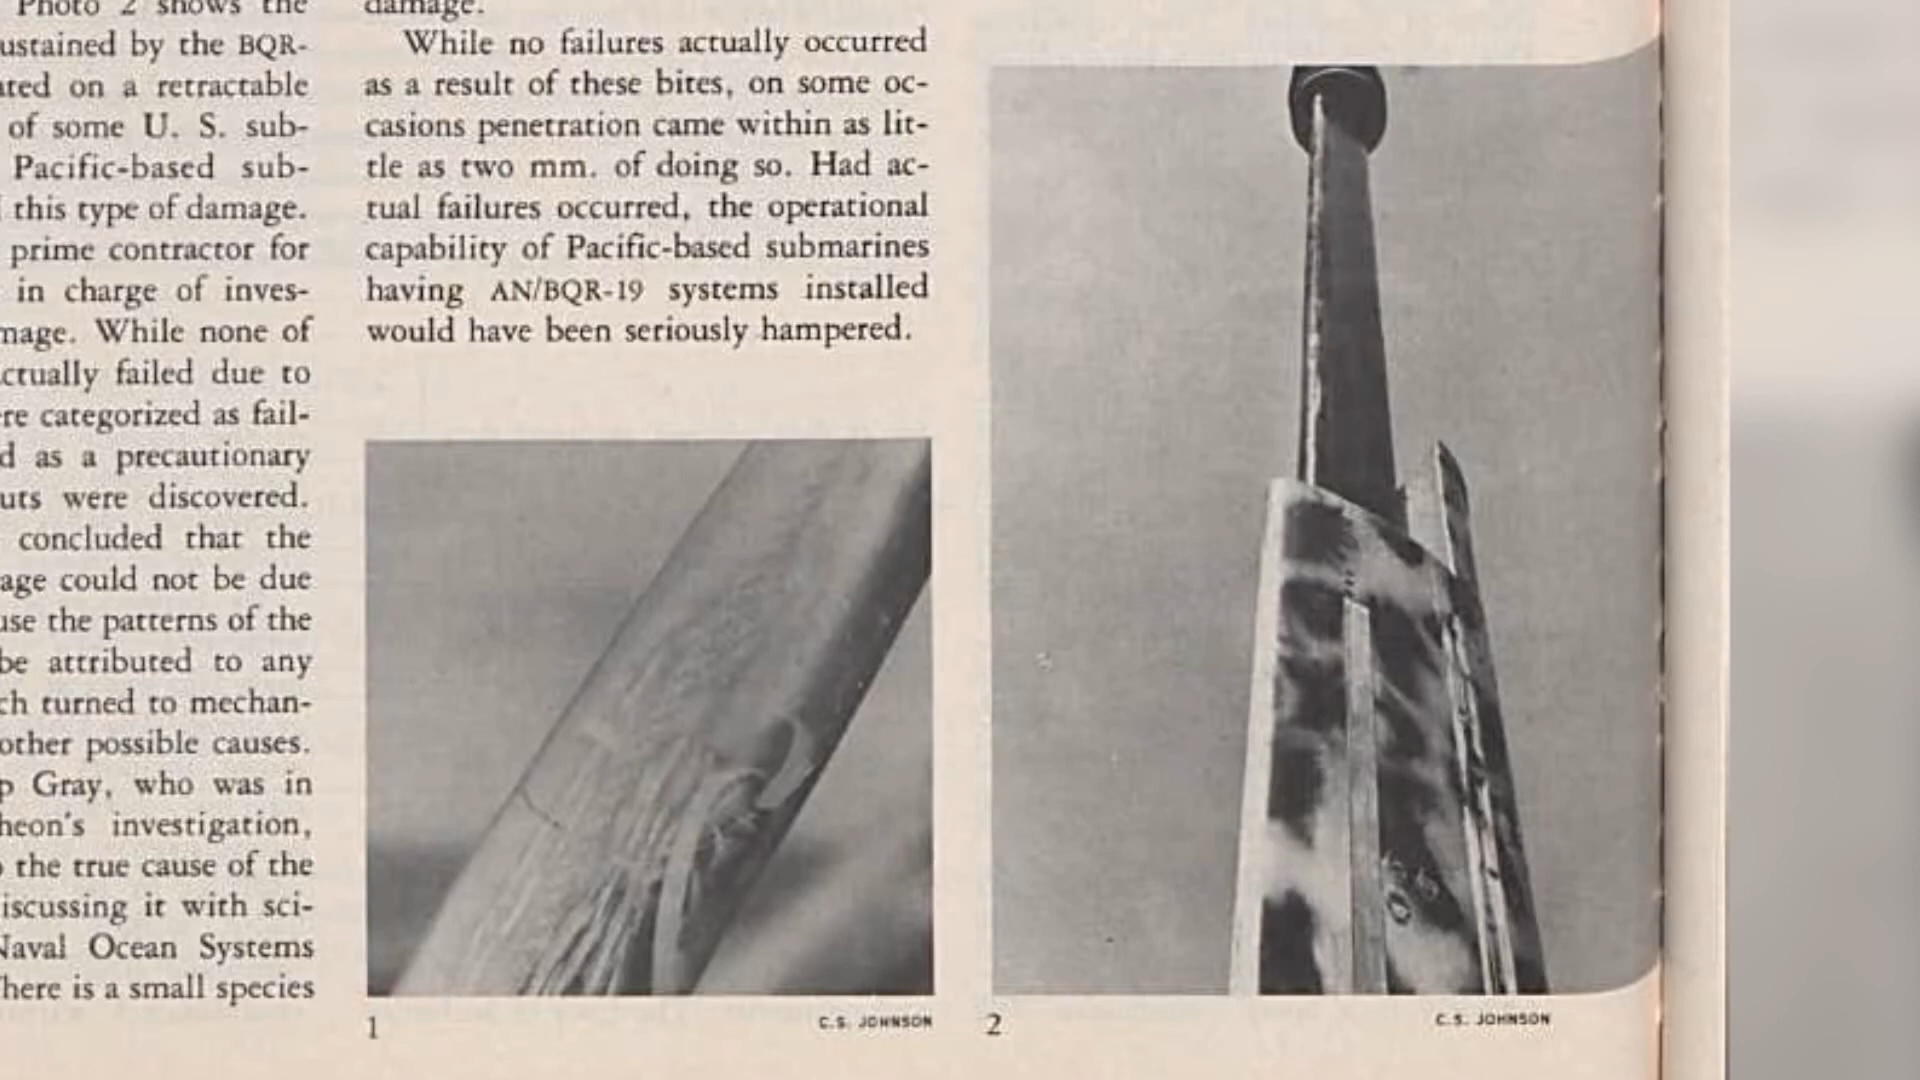 Photo 2 shows the
ustained by the BQR-
ated on a retractable
of some U. S. sub-
Pacific-based sub-
this type of damage.
prime contractor for
in charge of inves-
mage. While none of
ctually failed due to
re categorized as fail-
d as a precautionary
uts were discovered.
concluded that the
age could not be due
use the patterns of the
be attributed to any
ch turned to mechan-
other possible causes.
p Gray, who was in
heon's investigation,
the true cause of the
iscussing it with sci-
Naval Ocean Systems
There is a small species
damage.
While no failures actually occurred
as a result of these bites, on some oc-
casions penetration came within as lit-
tle as two mm. of doing so. Had ac-
tual failures occurred, the operational
capability of Pacific-based submarines
having AN/BQR-19 systems installed
would have been seriously hampered.
1
C.S. JOHNSON
2
C.S. JOHNSON